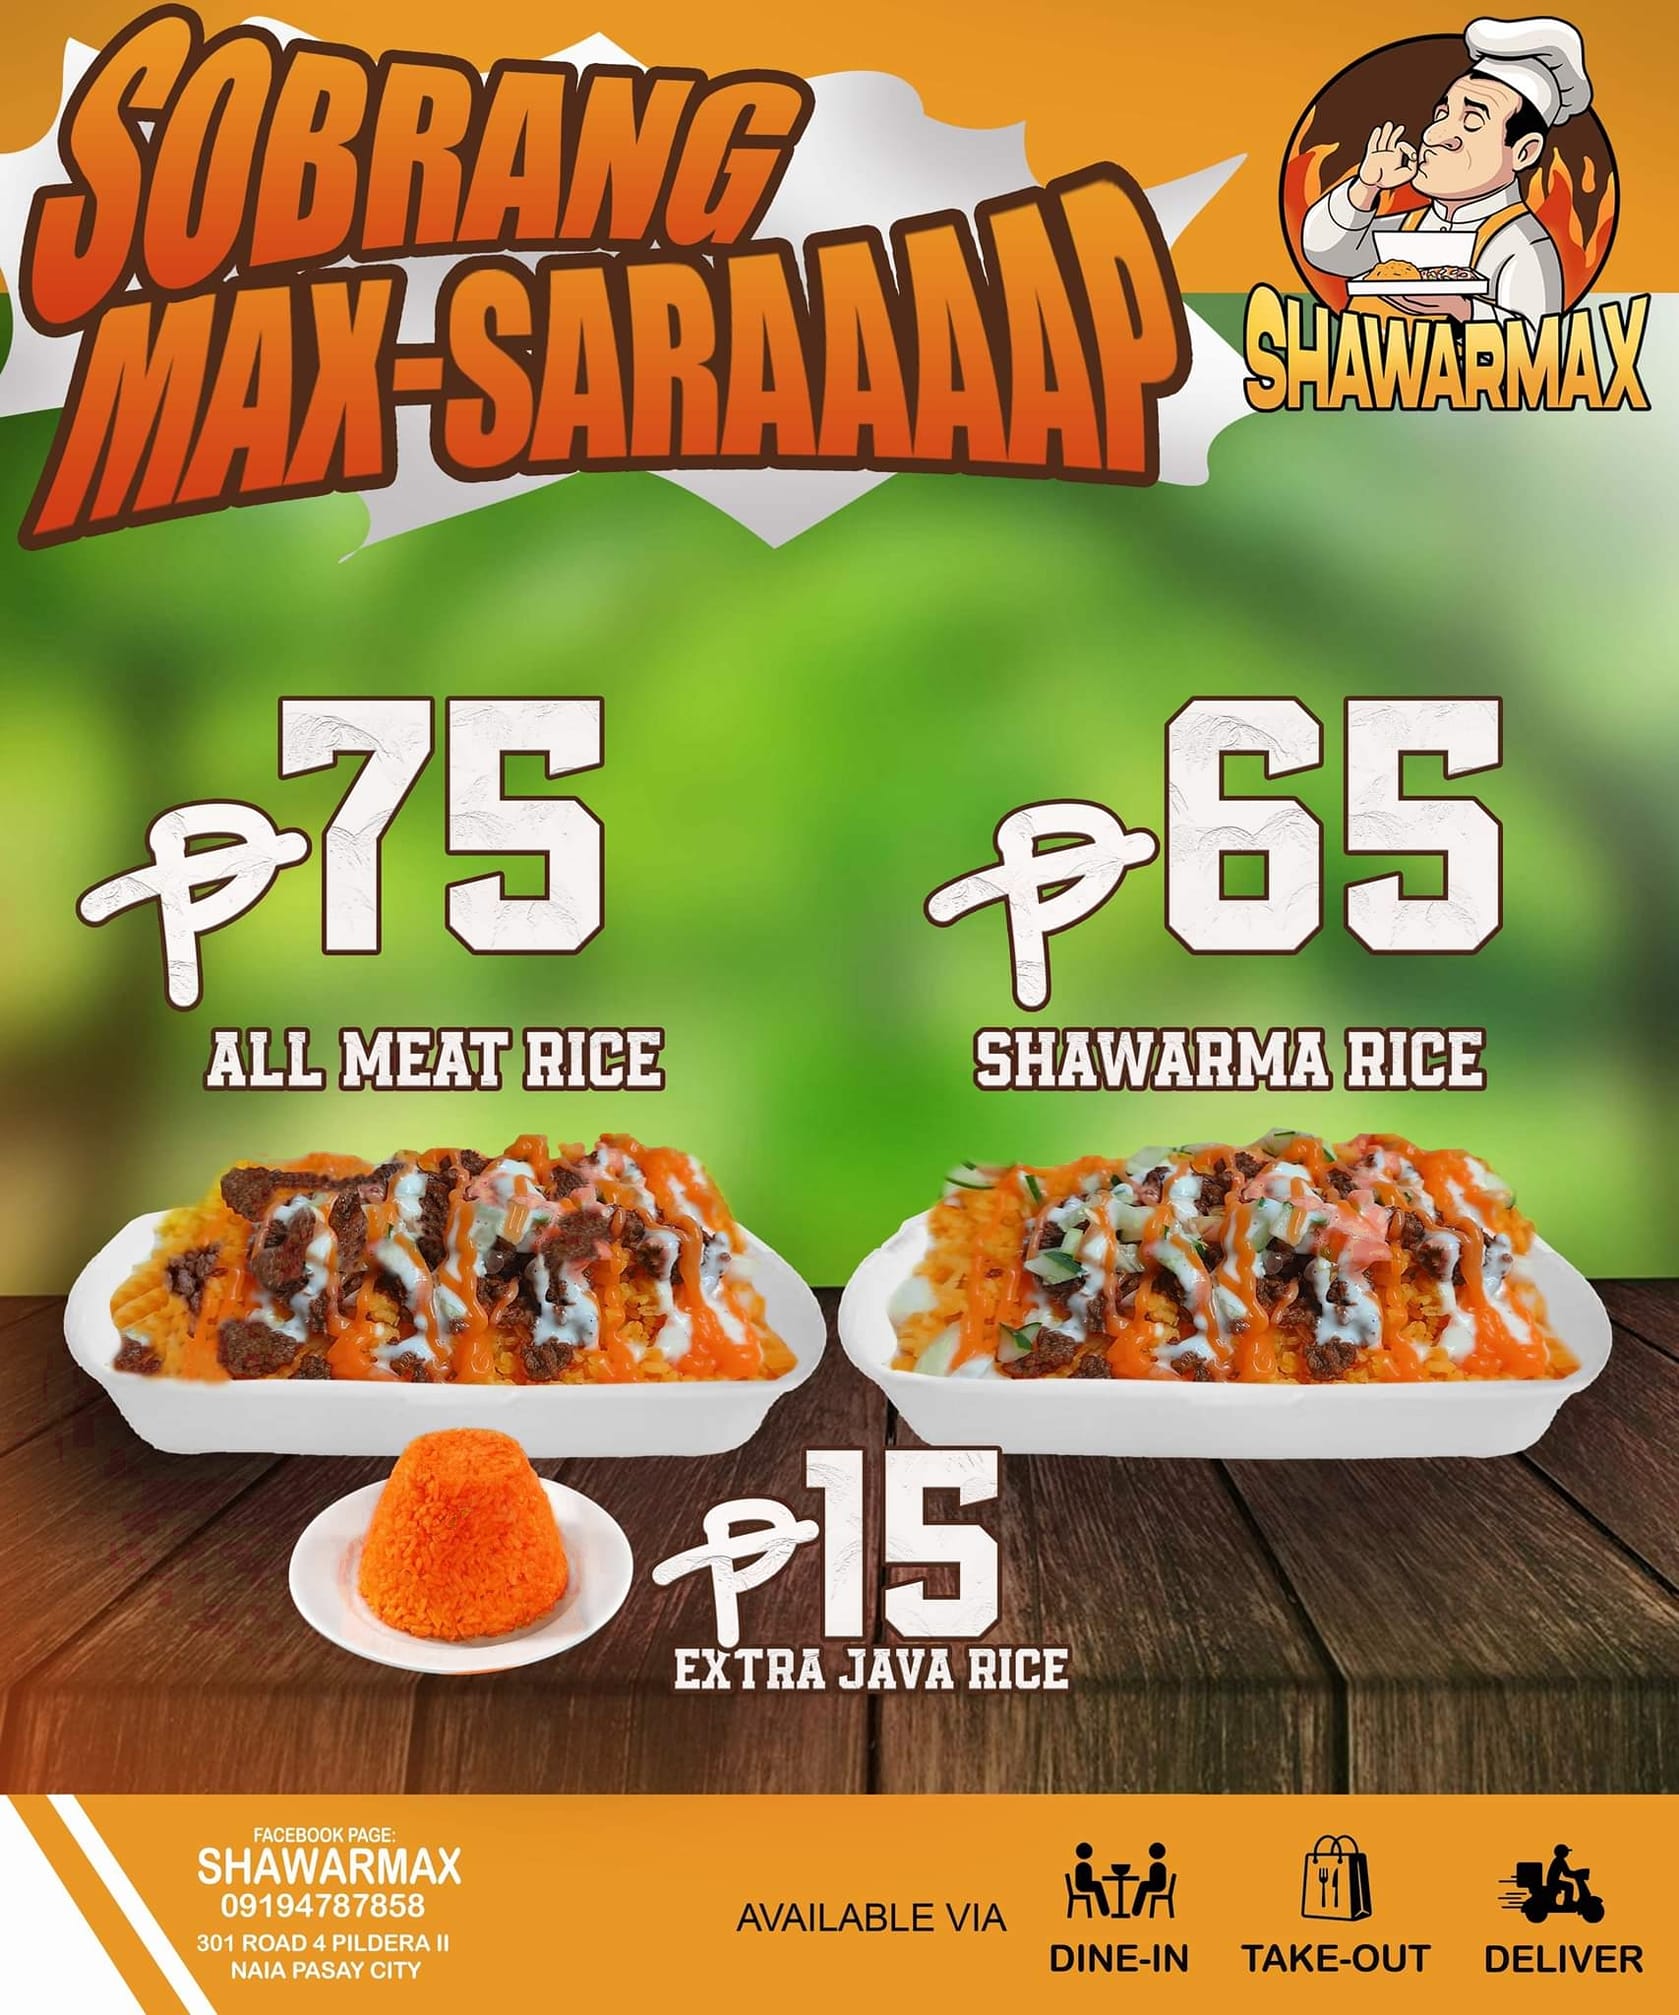 SOBRANG
MAX-SARAAAAAP
SHAWARMAX
₱75
ALL MEAT RICE
₱65
SHAWARMA RICE
₱15
EXTRA JAVA RICE
FACEBOOK PAGE:
SHAWARMAX
09194787858
301 ROAD 4 PILDERA II
NAIA PASAY CITY
AVAILABLE VIA
DINE-IN
TAKE-OUT
DELIVER